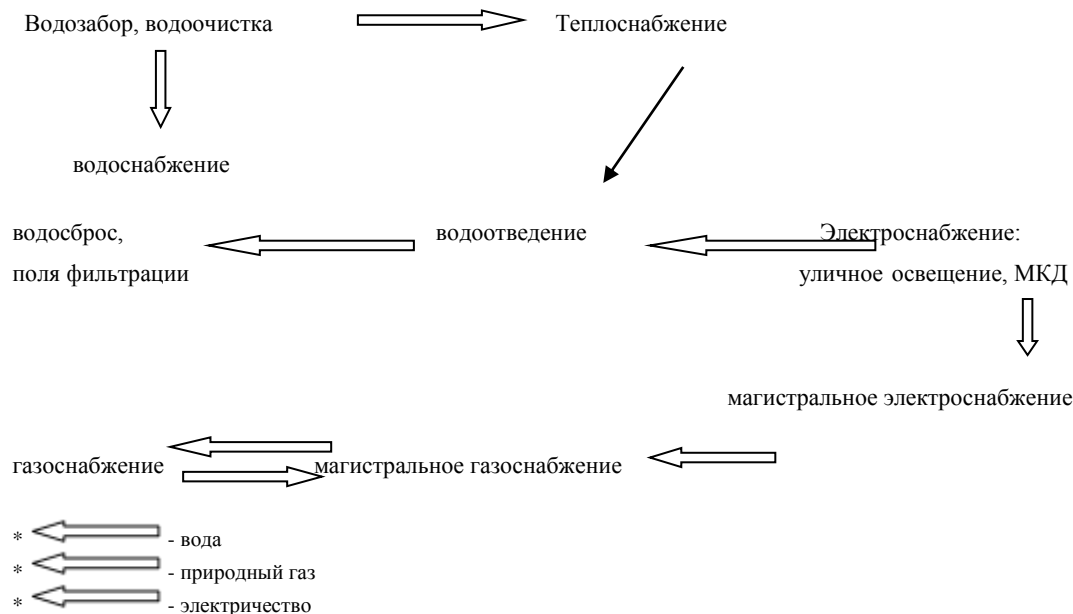 Водозабор, водоочистка
Теплоснабжение
водоснабжение
водосброс,
поля фильтрации
водоотведение
Электроснабжение:
уличное освещение, МКД
магистральное электроснабжение
газоснабжение
магистральное газоснабжение
* - вода
* - природный газ
* - электричество